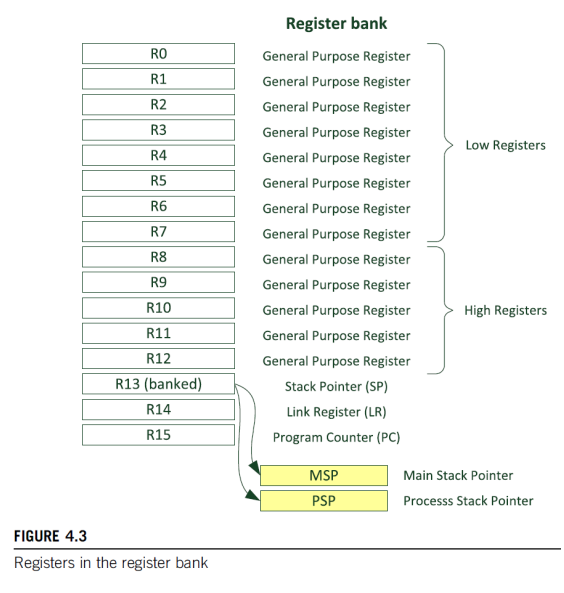 Register bank
R0 General Purpose Register
R1 General Purpose Register
R2 General Purpose Register
R3 General Purpose Register
R4 General Purpose Register
Low Registers
R5 General Purpose Register
R6 General Purpose Register
R7 General Purpose Register
R8 General Purpose Register
R9 General Purpose Register
R10 General Purpose Register
High Registers
R11 General Purpose Register
R12 General Purpose Register
R13 (banked) Stack Pointer (SP)
R14 Link Register (LR)
R15 Program Counter (PC)
MSP Main Stack Pointer
PSP Processs Stack Pointer
FIGURE 4.3
Registers in the register bank